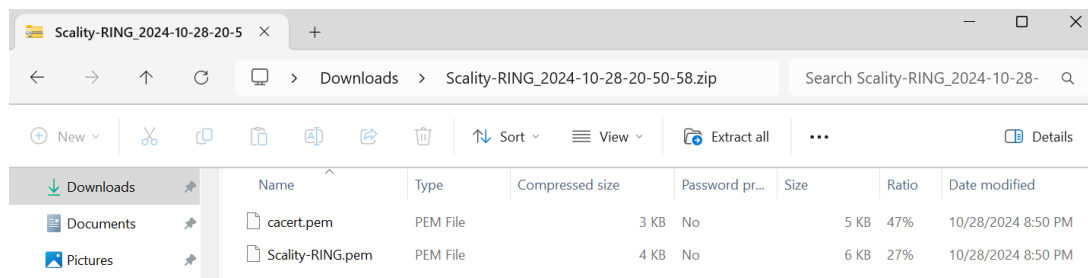 Scality-RING_2024-10-28-20-5
Downloads > Scality-RING_2024-10-28-20-50-58.zip Search Scality-RING_2024-10-28-
New Sort View Extract all ... Details
Downloads Name Type Compressed size Password pr... Size Ratio Date modified
Documents cacert.pem PEM File 3 KB No 5 KB 47% 10/28/2024 8:50 PM
Pictures Scality-RING.pem PEM File 4 KB No 6 KB 27% 10/28/2024 8:50 PM